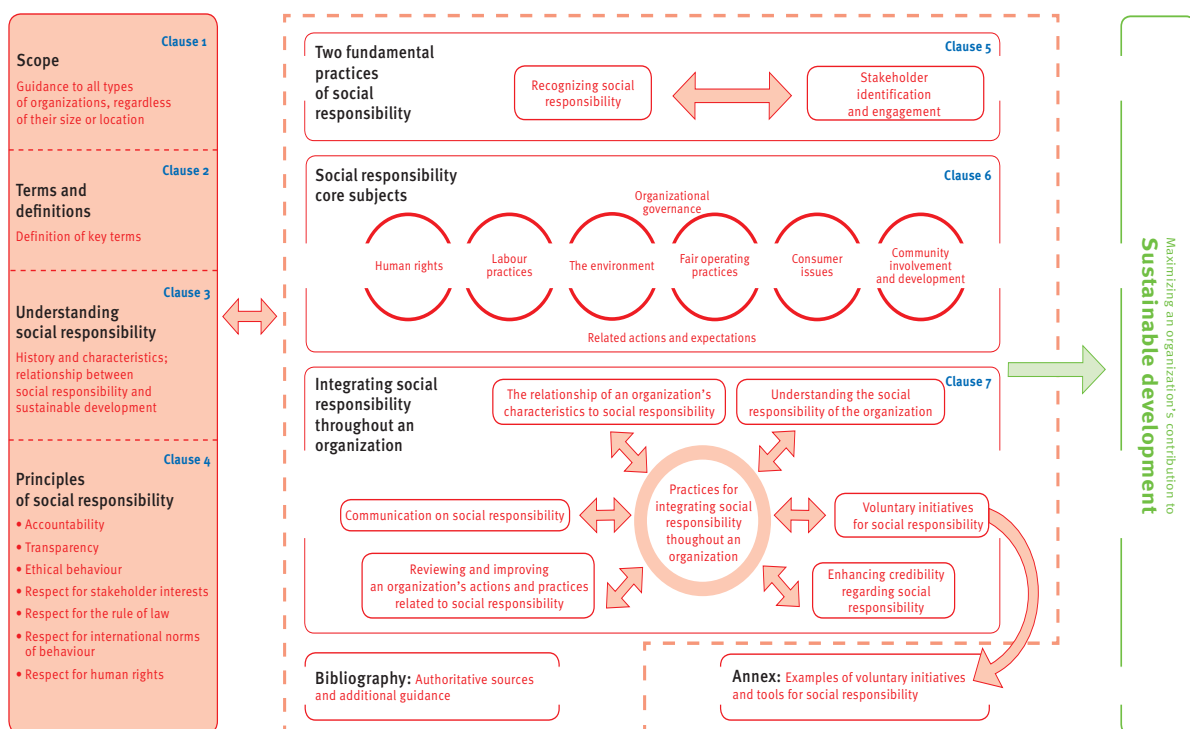 Clause 1
Scope
Guidance to all types
of organizations, regardless
of their size or location
Clause 2
Terms and
definitions
Definition of key terms
Clause 3
Understanding
social responsibility
History and characteristics;
relationship between
social responsibility and
sustainable development
Clause 4
Principles
of social responsibility
• Accountability
• Transparency
• Ethical behaviour
• Respect for stakeholder interests
• Respect for the rule of law
• Respect for international norms
of behaviour
• Respect for human rights
Two fundamental
practices
of social
responsibility
Clause 5
Recognizing social
responsibility
Stakeholder
identification
and engagement
Social responsibility
core subjects
Clause 6
Organizational
governance
Human rights
Labour
practices
The environment
Fair operating
practices
Consumer
issues
Community
involvement
and development
Related actions and expectations
Integrating social
responsibility
throughout an
organization
Clause 7
The relationship of an organization's
characteristics to social responsibility
Understanding the social
responsibility of the organization
Practices for
integrating social
responsibility
thoughout an
organization
Communication on social responsibility
Voluntary initiatives
for social responsibility
Reviewing and improving
an organization's actions and practices
related to social responsibility
Enhancing credibility
regarding social
responsibility
Bibliography: Authoritative sources
and additional guidance
Annex: Examples of voluntary initiatives
and tools for social responsibility
Maximizing an organization's contribution to
Sustainable development